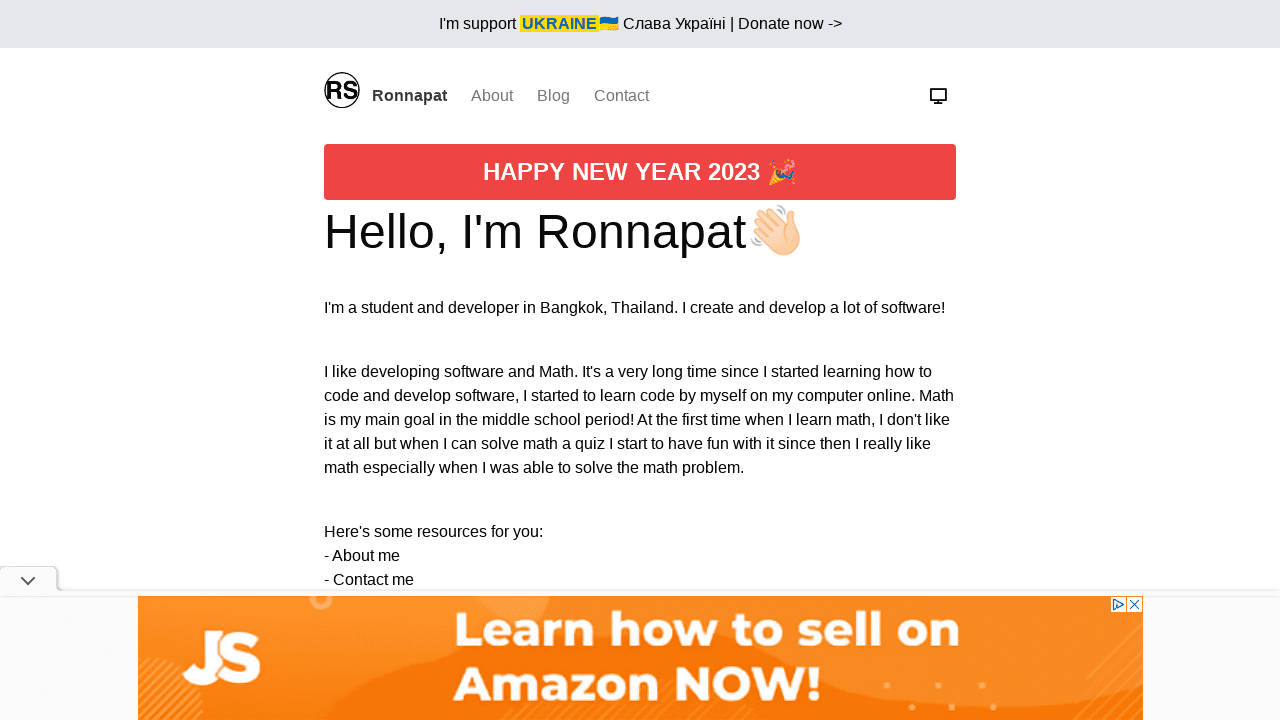 I'm support UKRAINE🇺🇦 Слава Україні | Donate now ->
RS Ronnapat About Blog Contact
HAPPY NEW YEAR 2023 🎉
Hello, I'm Ronnapat👋🏻
I'm a student and developer in Bangkok, Thailand. I create and develop a lot of software!
I like developing software and Math. It's a very long time since I started learning how to
code and develop software, I started to learn code by myself on my computer online. Math
is my main goal in the middle school period! At the first time when I learn math, I don't like
it at all but when I can solve math a quiz I start to have fun with it since then I really like
math especially when I was able to solve the math problem.
Here's some resources for you:
- About me
- Contact me
JS Learn how to sell on
Amazon NOW!